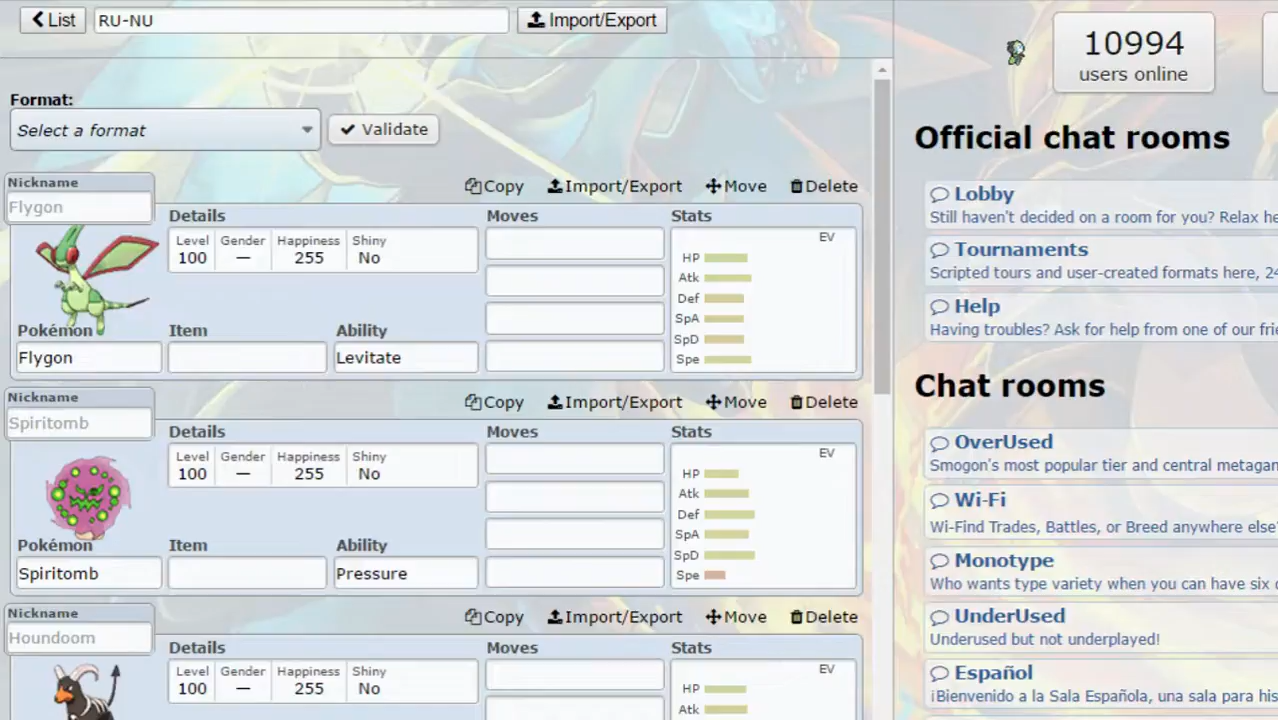 List
RU-NU
Import/Export
Format:
Select a format
Validate
Nickname
Flygon
Copy
Import/Export
Move
Delete
Details
Moves
Stats
Level
100
Gender
—
Happiness
255
Shiny
No
EV
HP
Atk
Def
SpA
SpD
Spe
Pokémon
Item
Ability
Flygon
Levitate
Nickname
Spiritomb
Copy
Import/Export
Move
Delete
Details
Moves
Stats
Level
100
Gender
—
Happiness
255
Shiny
No
EV
HP
Atk
Def
SpA
SpD
Spe
Pokémon
Item
Ability
Spiritomb
Pressure
Nickname
Houndoom
Copy
Import/Export
Move
Delete
Details
Moves
Stats
Level
100
Gender
—
Happiness
255
Shiny
No
EV
HP
Atk
10994
users online
Official chat rooms
Lobby
Still haven't decided on a room for you? Relax he
Tournaments
Scripted tours and user-created formats here, 24
Help
Having troubles? Ask for help from one of our frie
Chat rooms
OverUsed
Smogon's most popular tier and central metagam
Wi-Fi
Wi-Find Trades, Battles, or Breed anywhere else'
Monotype
Who wants type variety when you can have six o
UnderUsed
Underused but not underplayed!
Español
¡Bienvenido a la Sala Española, una sala para his